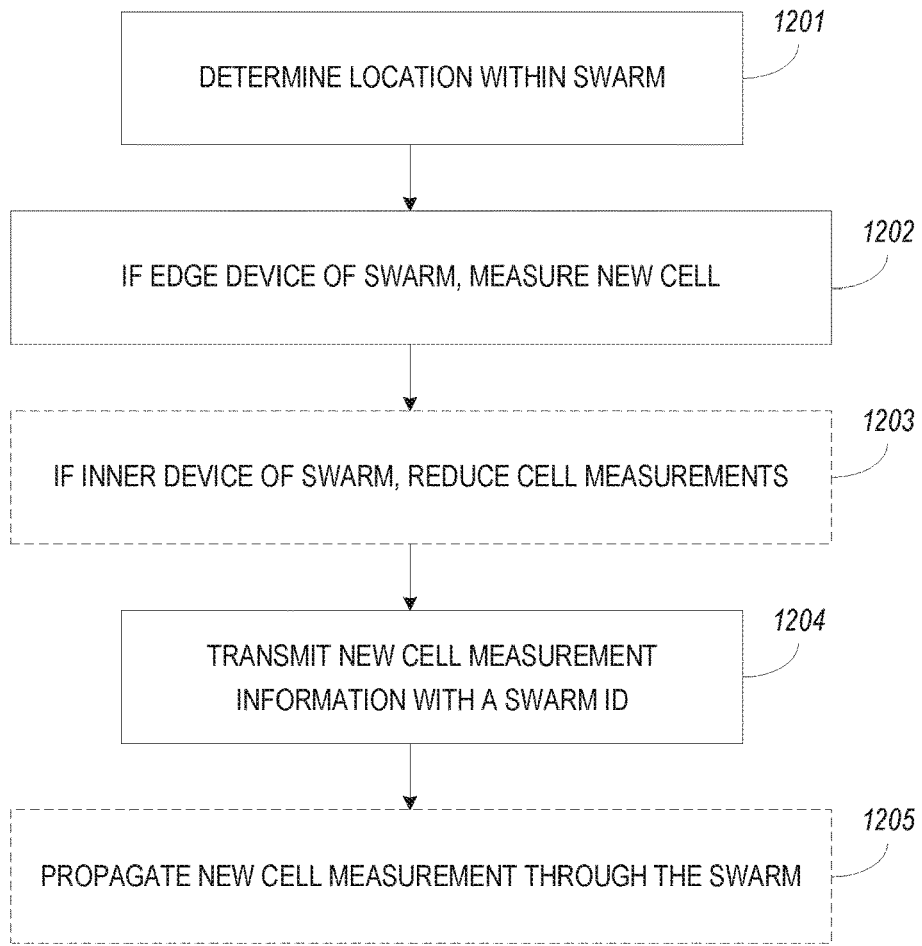 1201
DETERMINE LOCATION WITHIN SWARM
1202
IF EDGE DEVICE OF SWARM, MEASURE NEW CELL
1203
IF INNER DEVICE OF SWARM, REDUCE CELL MEASUREMENTS
1204
TRANSMIT NEW CELL MEASUREMENT
INFORMATION WITH A SWARM ID
1205
PROPAGATE NEW CELL MEASUREMENT THROUGH THE SWARM